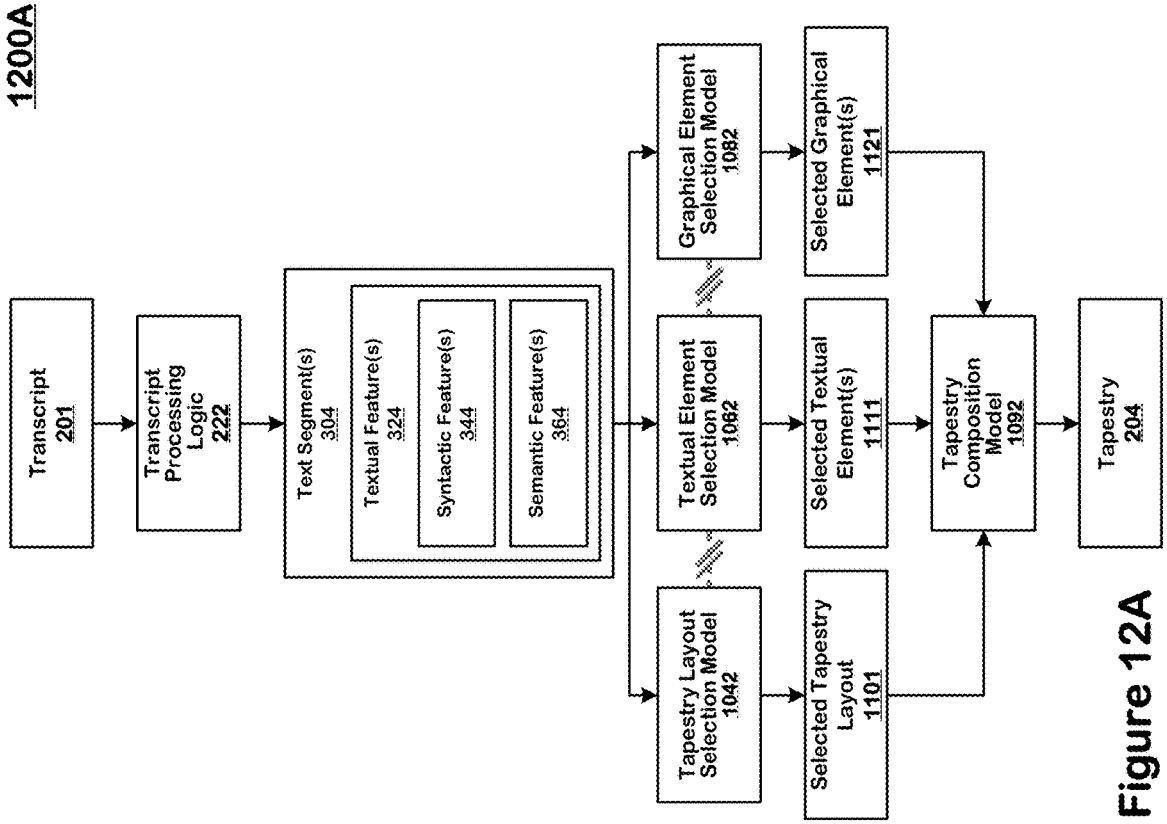 1200A
Transcript
201
Transcript
Processing
Logic
222
Text Segment(s)
304
Textual Feature(s)
324
Syntactic Feature(s)
344
Semantic Feature(s)
364
Tapestry Layout
Selection Model
1042
Textual Element
Selection Model
1062
Graphical Element
Selection Model
1082
Selected Tapestry
Layout
1101
Selected Textual
Element(s)
1111
Selected Graphical
Element(s)
1121
Tapestry
Composition
Model
1092
Tapestry
204
Figure 12A